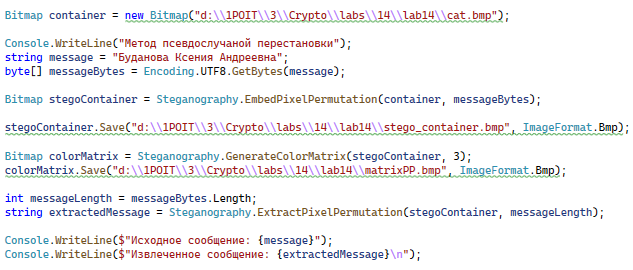 Bitmap container = new Bitmap("d:\\1POIT\\3\\Crypto\\labs\\14\\lab14\\cat.bmp");
Console.WriteLine("Метод псевдослучаной перестановки");
string message = "Буданова Ксения Андреевна";
byte[] messageBytes = Encoding.UTF8.GetBytes(message);
Bitmap stegoContainer = Steganography.EmbedPixelPermutation(container, messageBytes);
stegoContainer.Save("d:\\1POIT\\3\\Crypto\\labs\\14\\lab14\\stego_container.bmp", ImageFormat.Bmp);
Bitmap colorMatrix = Steganography.GenerateColorMatrix(stegoContainer, 3);
colorMatrix.Save("d:\\1POIT\\3\\Crypto\\labs\\14\\lab14\\matrixPP.bmp", ImageFormat.Bmp);
int messageLength = messageBytes.Length;
string extractedMessage = Steganography.ExtractPixelPermutation(stegoContainer, messageLength);
Console.WriteLine($"Исходное сообщение: {message}");
Console.WriteLine($"Извлеченное сообщение: {extractedMessage}\n");